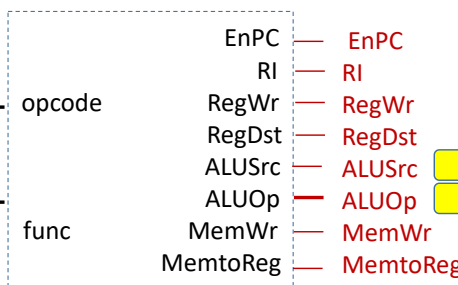 EnPC EnPC
RI RI
opcode RegWr RegWr
RegDst RegDst
ALUSrc ALUSrc
ALUOp ALUOp
func MemWr MemWr
MemtoReg MemtoReg